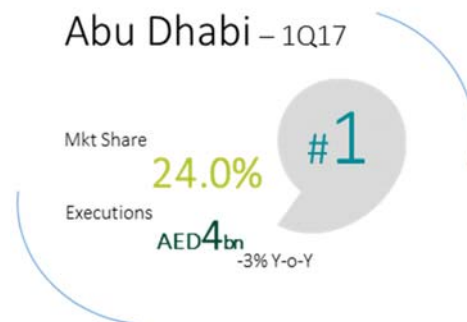 Abu Dhabi – 1Q17
Mkt Share
24.0%
#1
Executions
AED4bn
-3% Y-o-Y